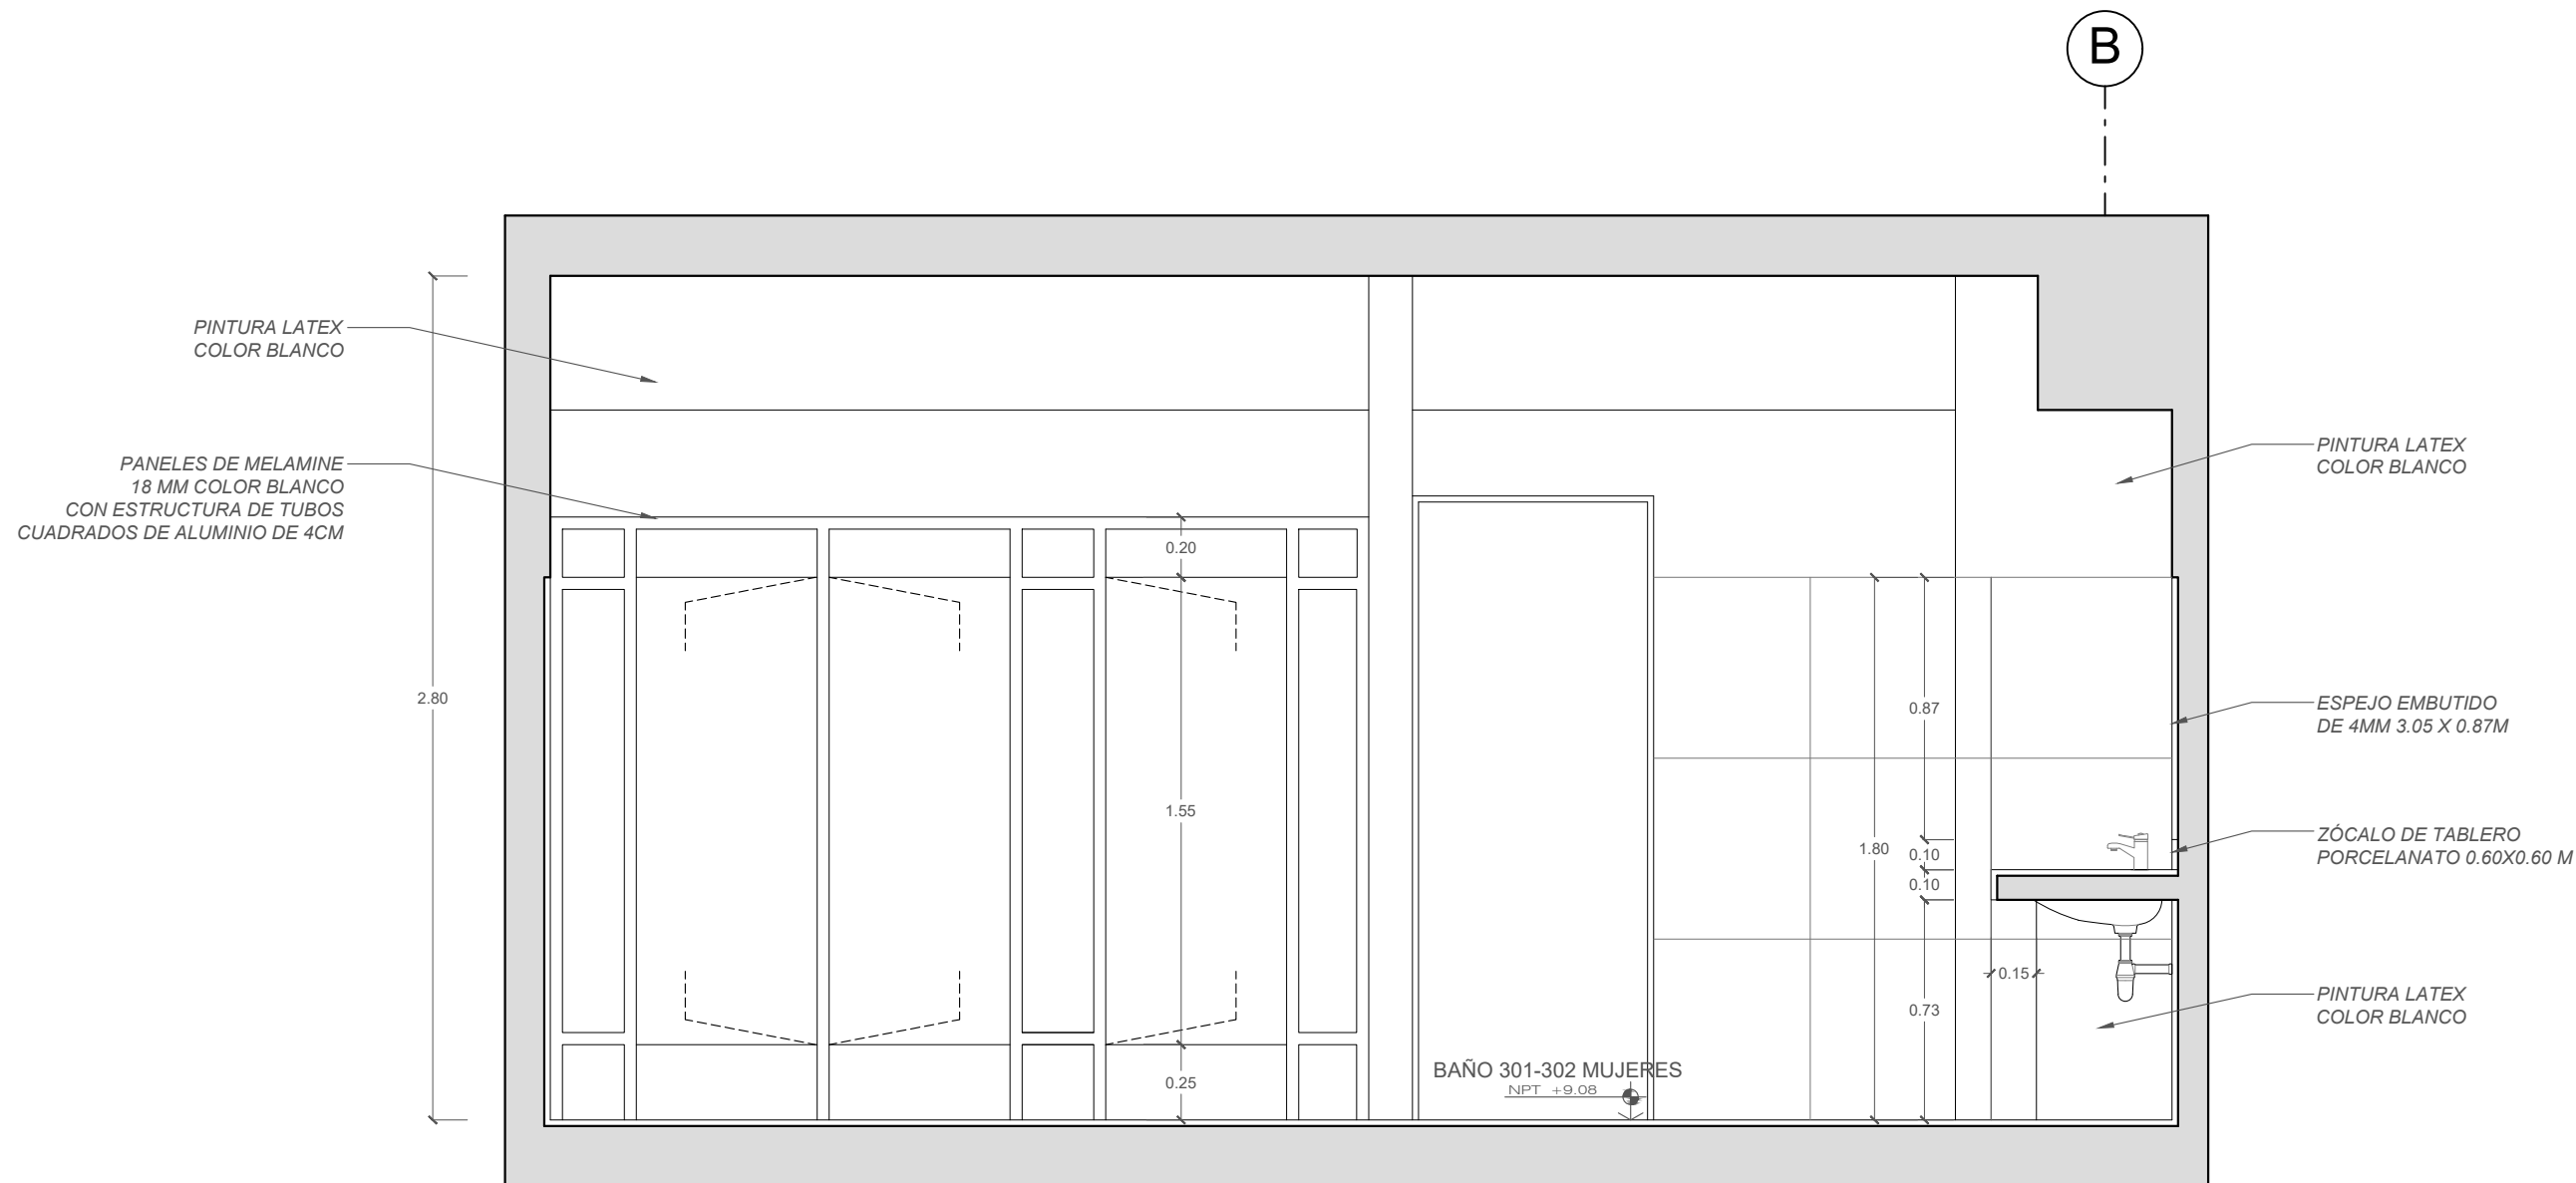 B
PINTURA LATEX
COLOR BLANCO
PANELES DE MELAMINE
18 MM COLOR BLANCO
CON ESTRUCTURA DE TUBOS
CUADRADOS DE ALUMINIO DE 4CM
2.80
0.20
1.55
0.25
BAÑO 301-302 MUJERES
NPT +9.08
1.80
0.87
0.10
0.10
0.73
0.15
PINTURA LATEX
COLOR BLANCO
ESPEJO EMBUTIDO
DE 4MM 3.05 X 0.87M
ZÓCALO DE TABLERO
PORCELANATO 0.60X0.60 M
PINTURA LATEX
COLOR BLANCO